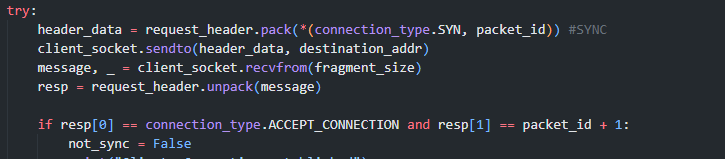 try:
    header_data = request_header.pack(*(connection_type.SYN, packet_id)) #SYNC
    client_socket.sendto(header_data, destination_addr)
    message, _ = client_socket.recvfrom(fragment_size)
    resp = request_header.unpack(message)
    if resp[0] == connection_type.ACCEPT_CONNECTION and resp[1] == packet_id + 1:
        not_sync = False